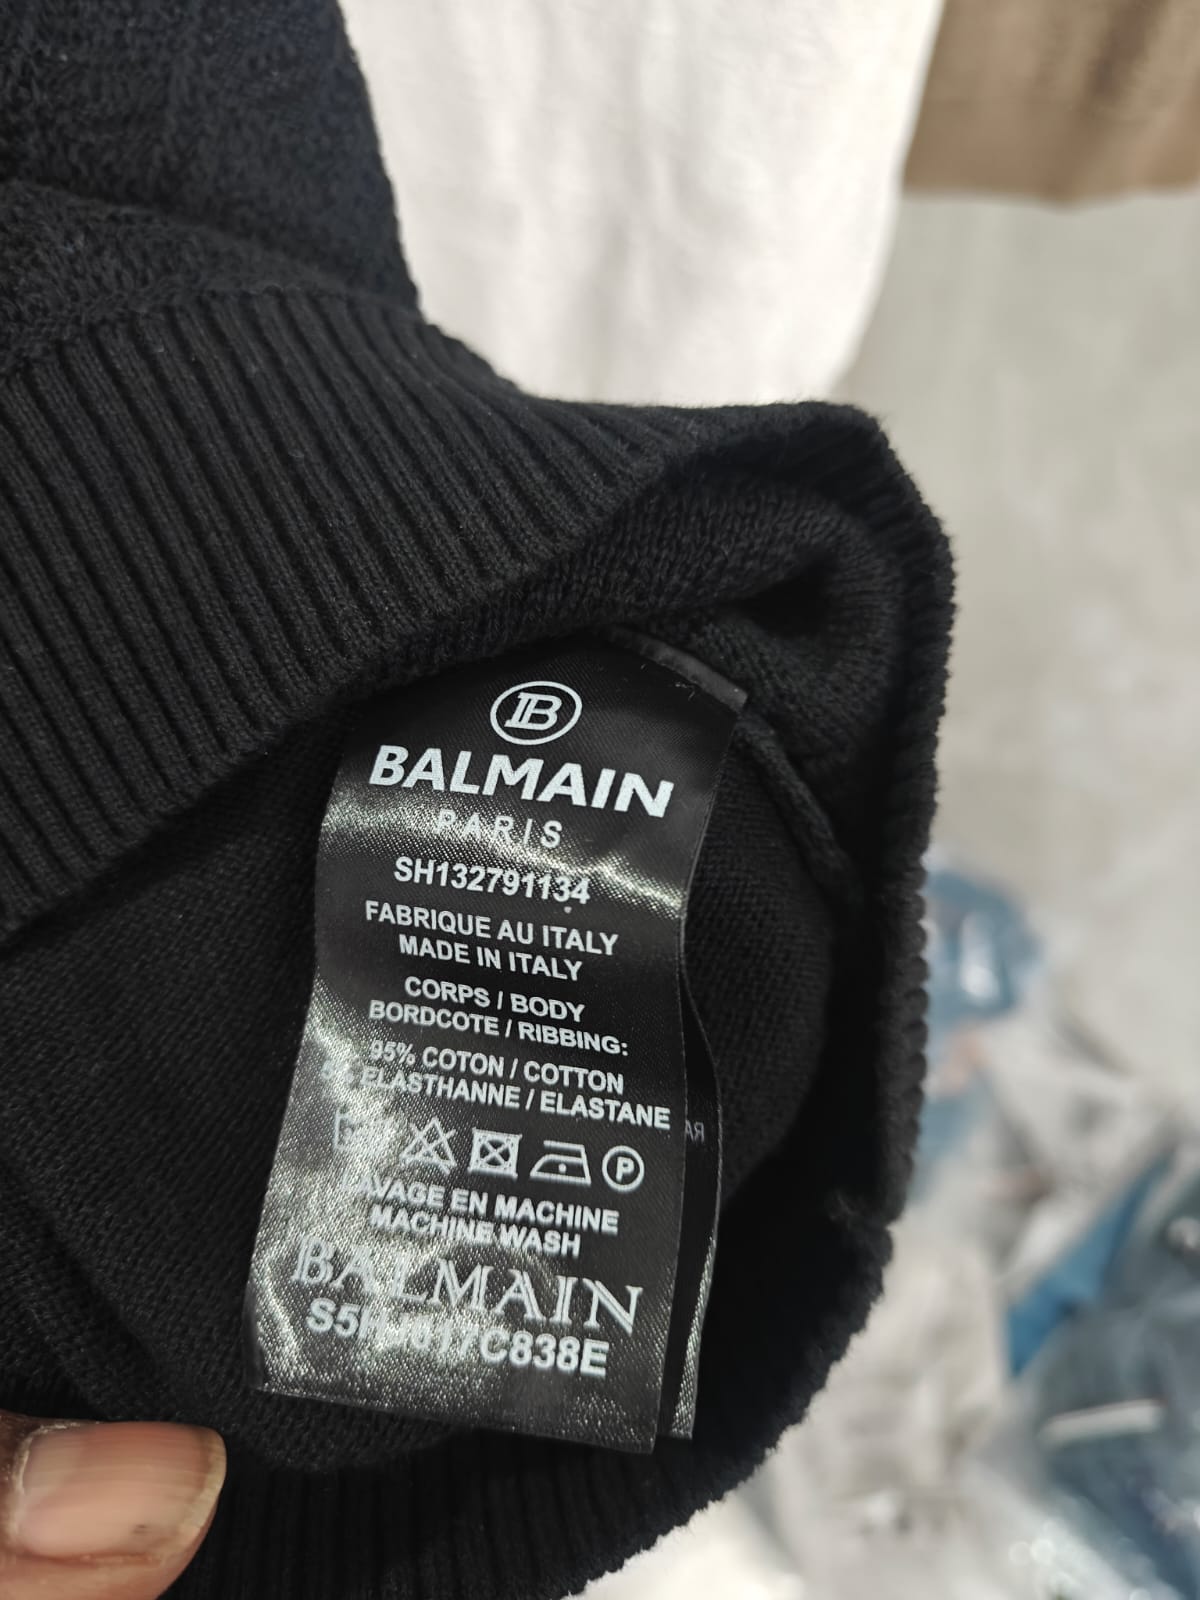 B
BALMAIN
PARIS
SH132791134
FABRIQUE AU ITALY
MADE IN ITALY
CORPS / BODY
BORDCOTE / RIBBING:
95% COTON / COTTON
ELASTHANNE / ELASTANE
P
LAVAGE EN MACHINE
MACHINE WASH
BALMAIN